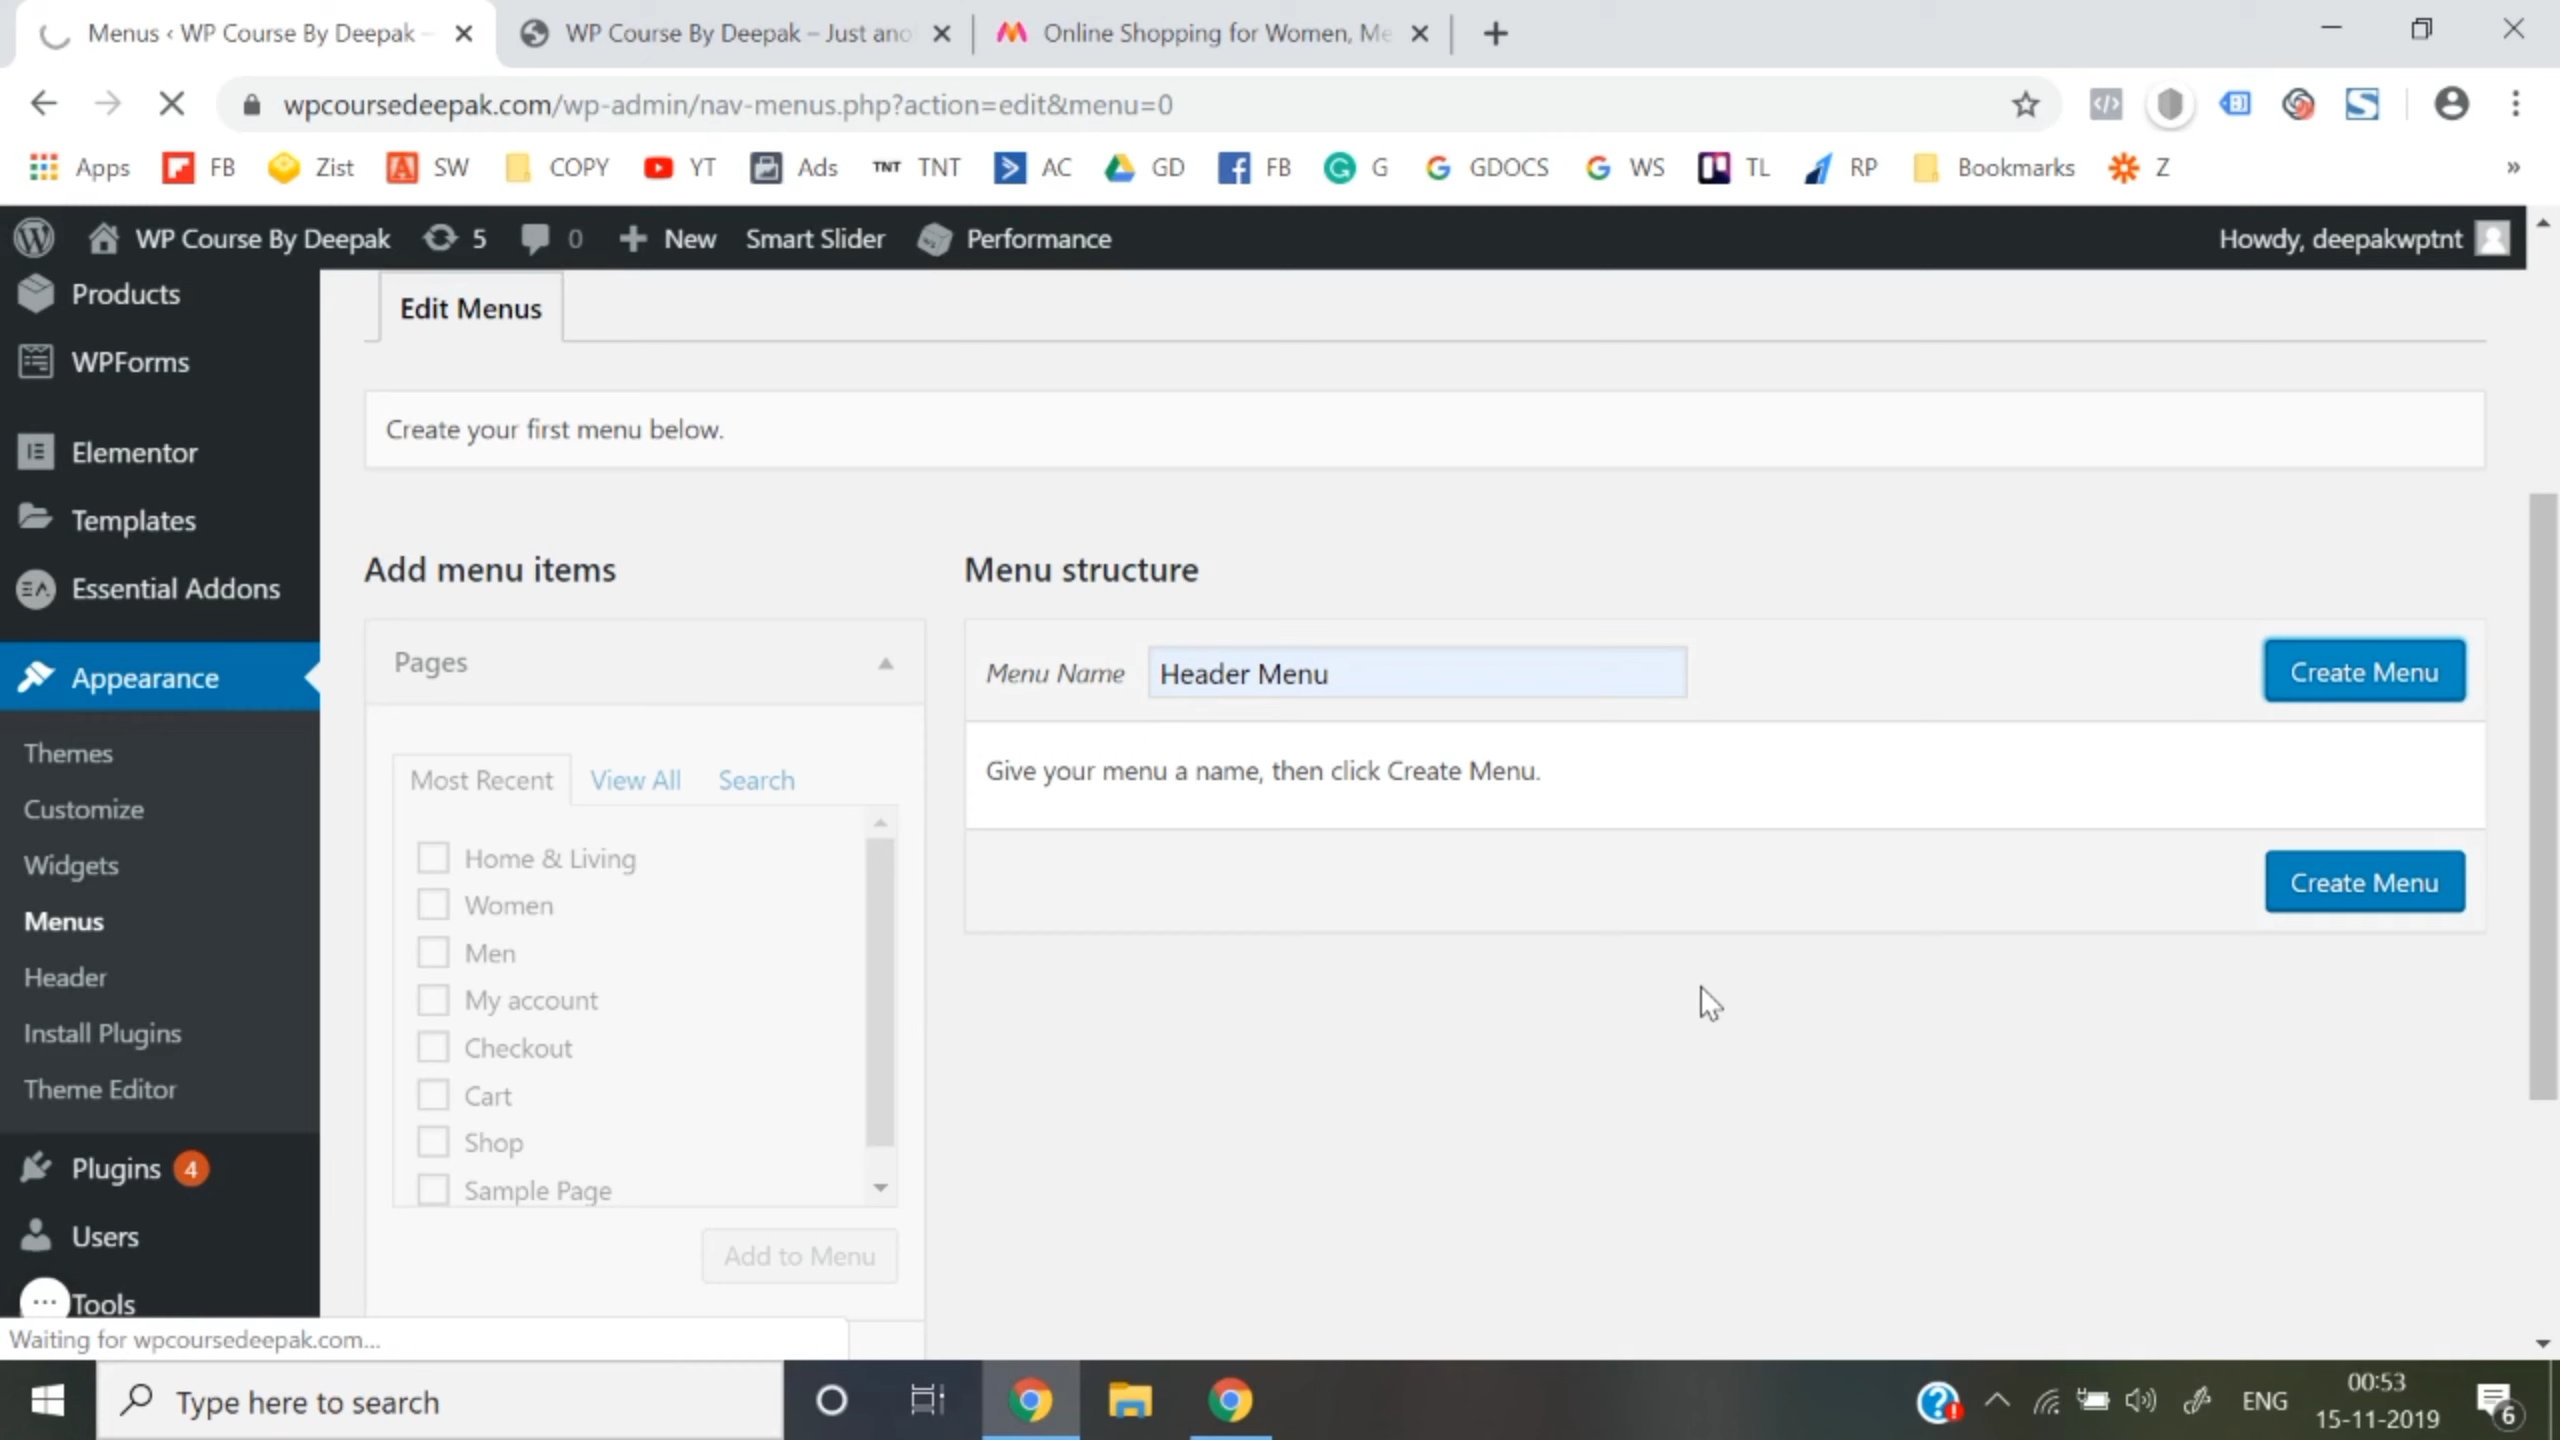 Menus ‹ WP Course By Deepak –
WP Course By Deepak – Just ano
Online Shopping for Women, Me
wpcoursedeepak.com/wp-admin/nav-menus.php?action=edit&menu=0
Apps
FB
Zist
SW
COPY
YT
Ads
TNT TNT
AC
GD
FB
G
GDOCS
WS
TL
RP
Bookmarks
Z
»
WP Course By Deepak
5
0
New
Smart Slider
Performance
Howdy, deepakwptnt
Products
WPForms
Elementor
Templates
Essential Addons
Appearance
Themes
Customize
Widgets
Menus
Header
Install Plugins
Theme Editor
Plugins 4
Users
Tools
Edit Menus
Create your first menu below.
Add menu items
Pages
Most Recent
View All
Search
Home & Living
Women
Men
My account
Checkout
Cart
Shop
Sample Page
Add to Menu
Menu structure
Menu Name
Header Menu
Create Menu
Give your menu a name, then click Create Menu.
Create Menu
Waiting for wpcoursedeepak.com...
Type here to search
ENG
00:53
15-11-2019
6